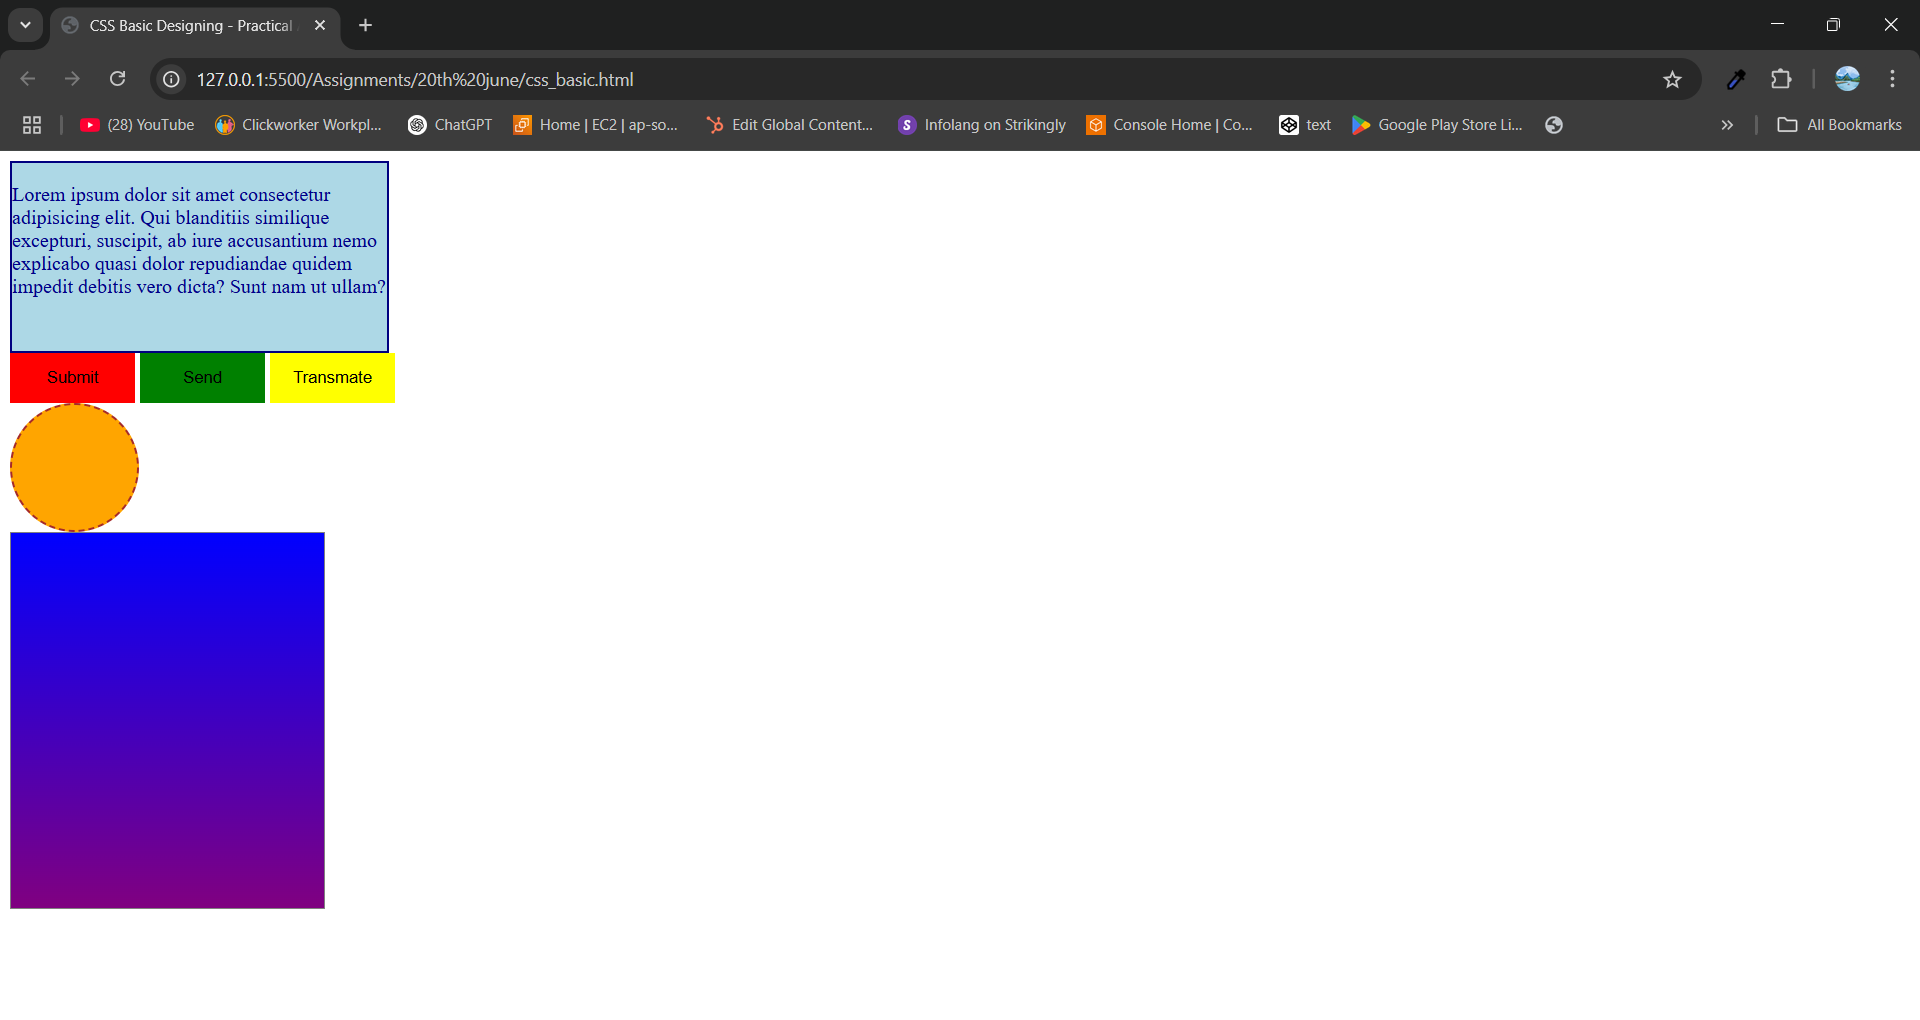 CSS Basic Designing - Practical
127.0.0.1:5500/Assignments/20th%20june/css_basic.html
(28) YouTube
Clickworker Workpl...
ChatGPT
Home | EC2 | ap-so...
Edit Global Content...
Infolang on Strikingly
Console Home | Co...
text
Google Play Store Li...
All Bookmarks
Lorem ipsum dolor sit amet consectetur
adipisicing elit. Qui blanditiis similique
excepturi, suscipit, ab iure accusantium nemo
explicabo quasi dolor repudiandae quidem
impedit debitis vero dicta? Sunt nam ut ullam?
Submit
Send
Transmate